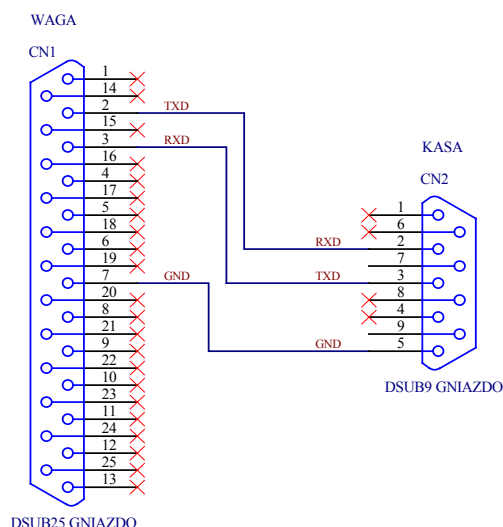 WAGA
CN1
1
14
2 TXD
15
3 RXD
16
4
17
5
18
6
19
7 GND
20
8
21
9
22
10
23
11
24
12
25
13
DSUB25 GNIAZDO
KASA
CN2
1
6
RXD 2
7
TXD 3
8
4
9
GND 5
DSUB9 GNIAZDO